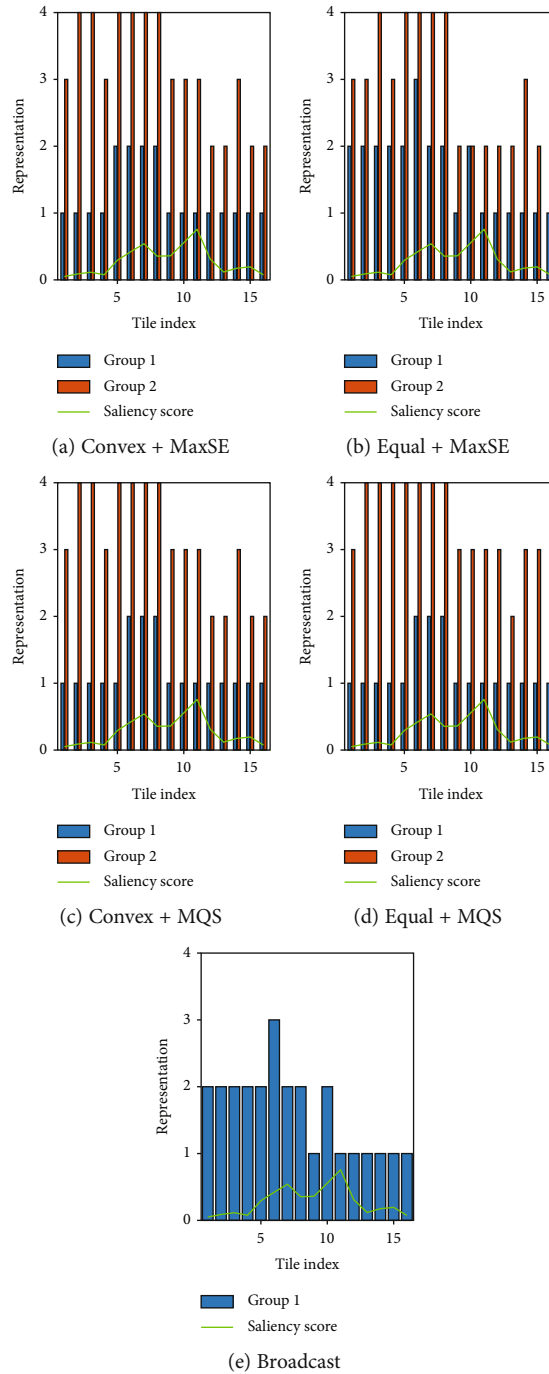 4
3
2
1
0
Representation
5
10
15
Tile index
Group 1
Group 2
Saliency score
(a) Convex + MaxSE
4
3
2
1
0
Representation
5
10
15
Tile index
Group 1
Group 2
Saliency score
(b) Equal + MaxSE
4
3
2
1
0
Representation
5
10
15
Tile index
Group 1
Group 2
Saliency score
(c) Convex + MQS
4
3
2
1
0
Representation
5
10
15
Tile index
Group 1
Group 2
Saliency score
(d) Equal + MQS
4
3
2
1
0
Representation
5
10
15
Tile index
Group 1
Saliency score
(e) Broadcast